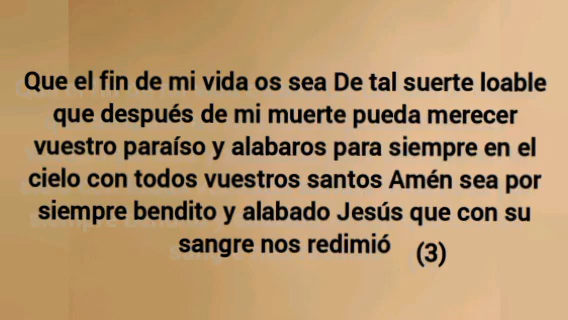 Que el fin de mi vida os sea De tal suerte loable
que después de mi muerte pueda merecer
vuestro paraíso y alabaros para siempre en el
cielo con todos vuestros santos Amén sea por
siempre bendito y alabado Jesús que con su
sangre nos redimió (3)